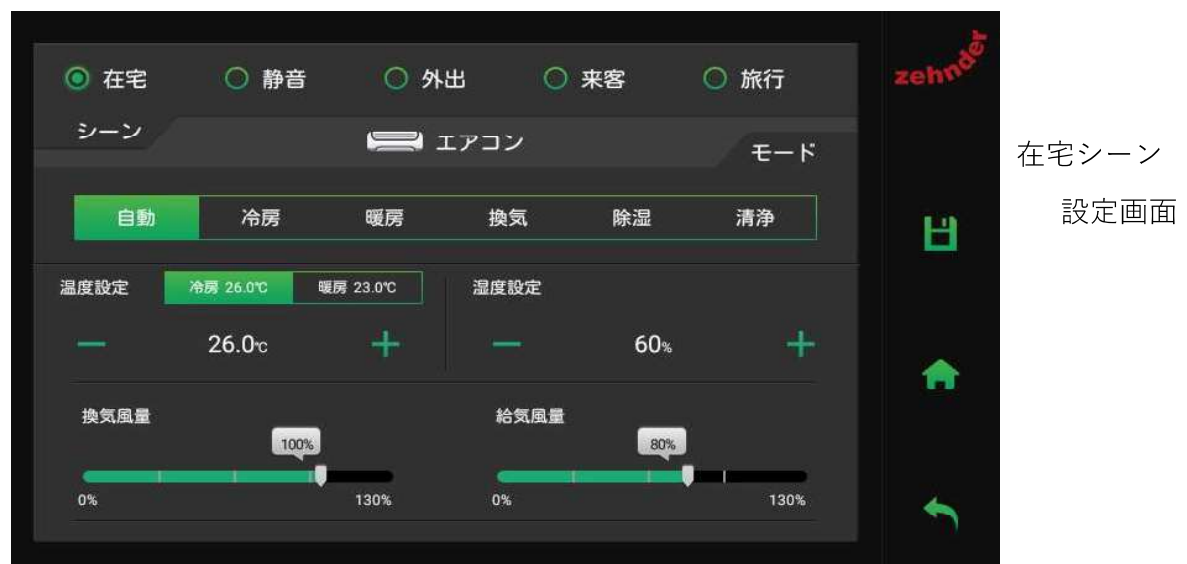 在宅 静音 外出 来客 旅行
zehnder
シーン エアコン モード
在宅シーン
設定画面
自動 冷房 暖房 換気 除湿 清浄
温度設定 冷房 26.0℃ 暖房 23.0℃ 湿度設定
26.0℃ 60%
換気風量 給気風量
100% 80%
0% 130% 0% 130%